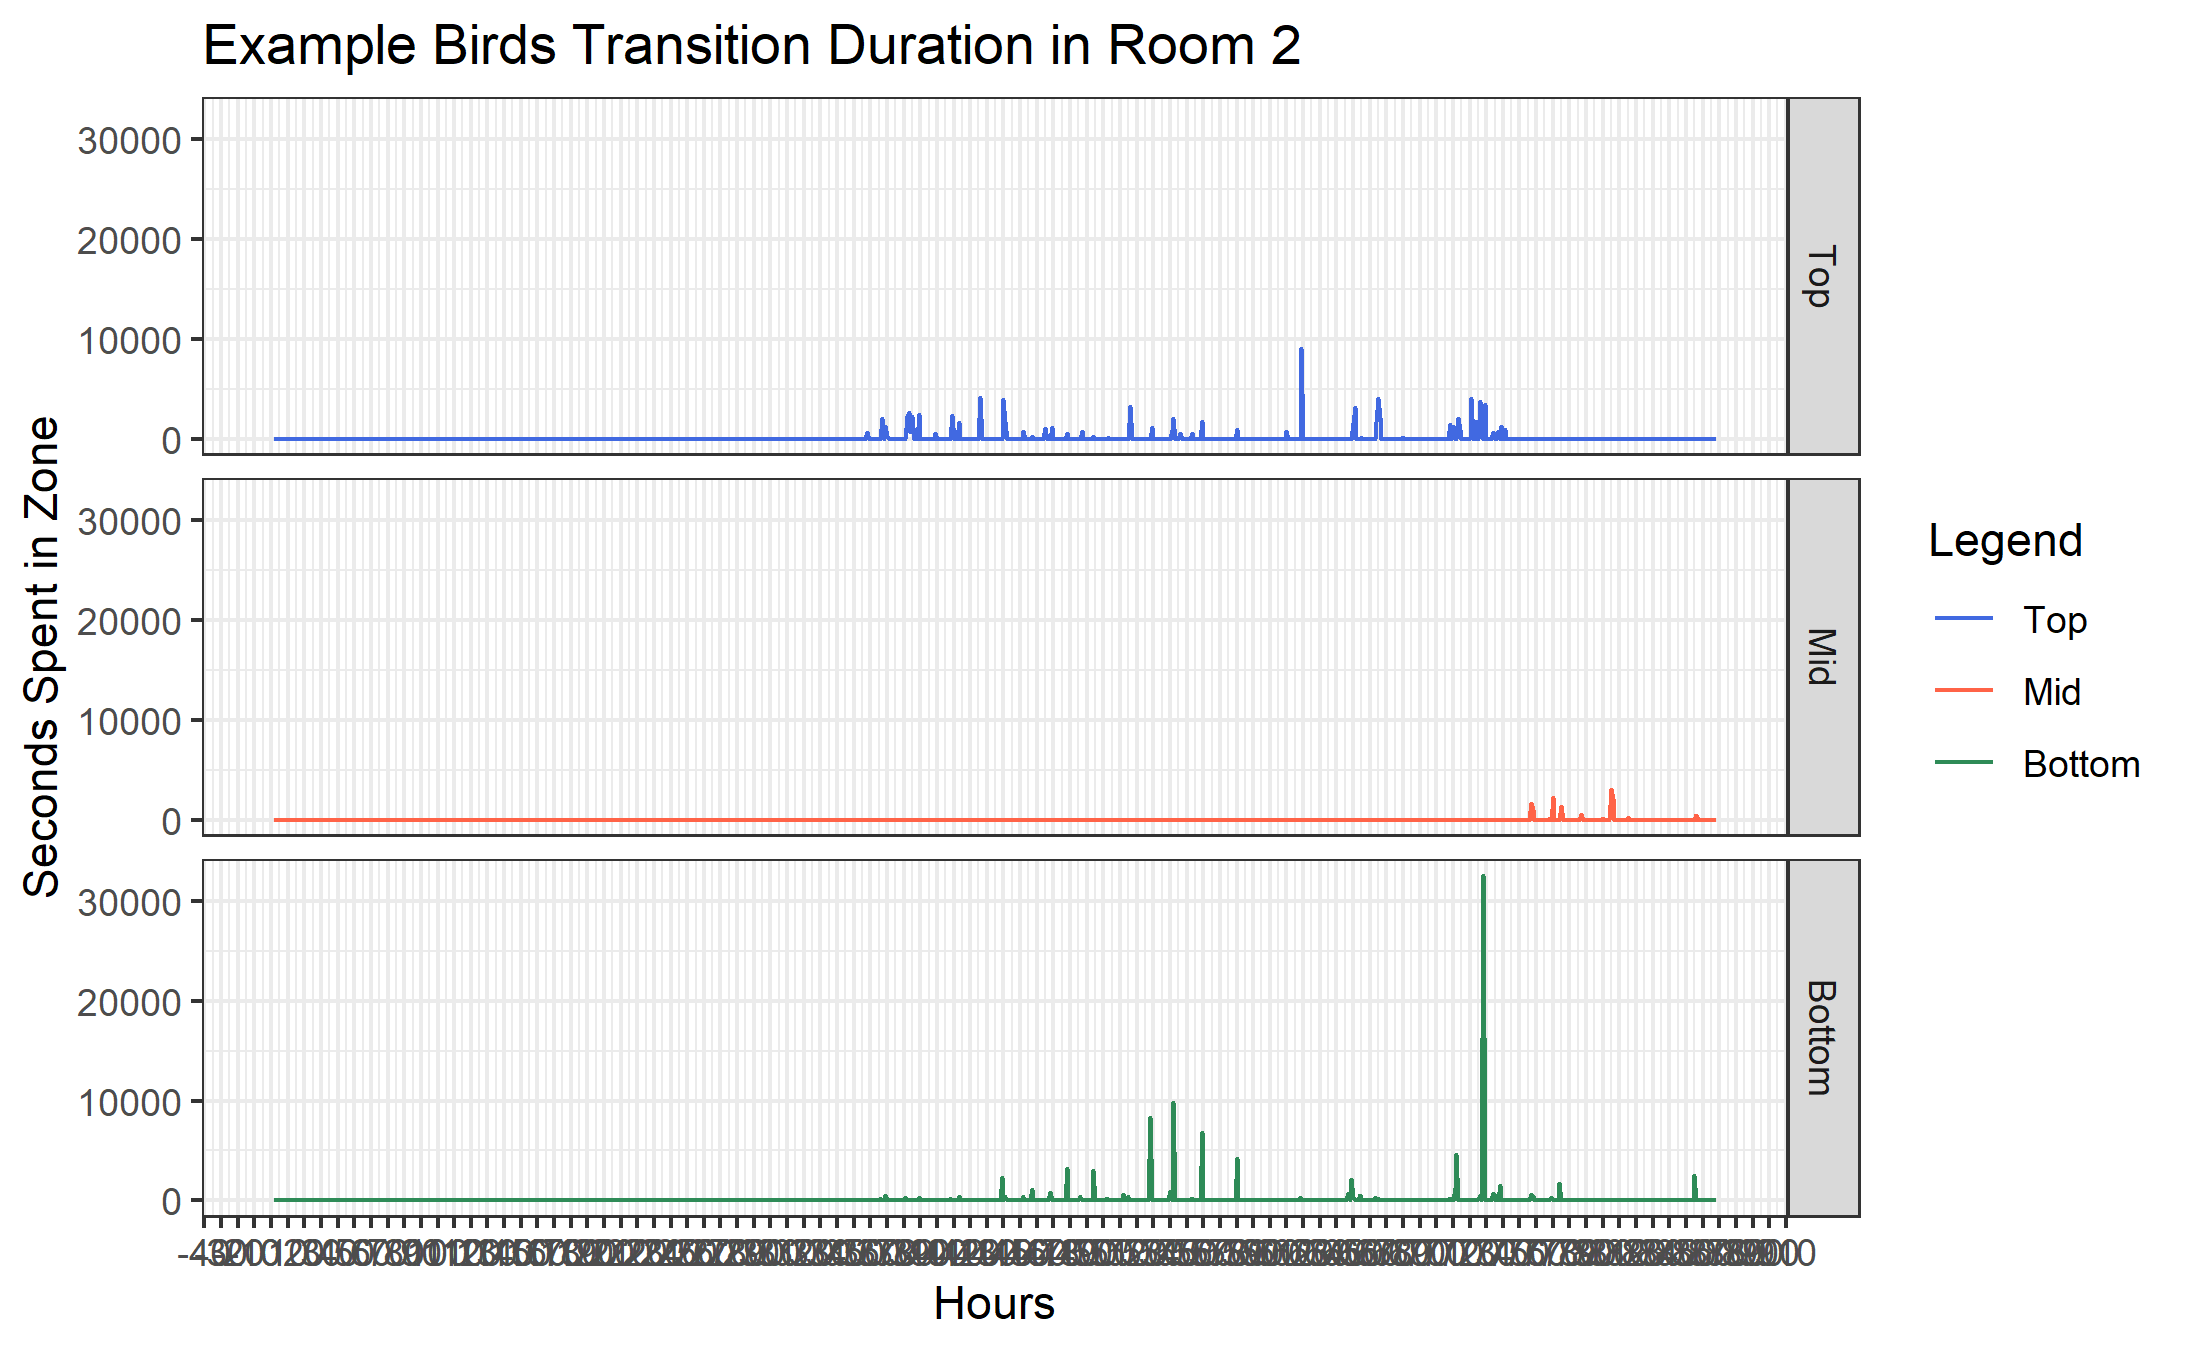 Example Birds Transition Duration in Room 2
Seconds Spent in Zone
30000
20000
10000
0
Top
30000
20000
10000
0
Mid
30000
20000
10000
0
Bottom
Hours
Legend
Top
Mid
Bottom